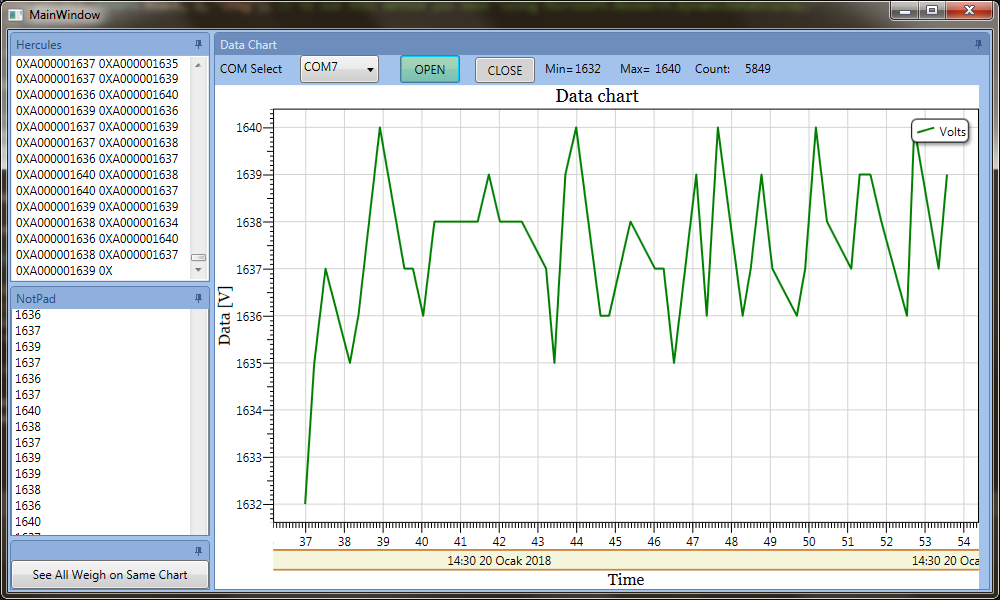 MainWindow
Hercules
0XA000001637 0XA000001635
0XA000001637 0XA000001639
0XA000001636 0XA000001640
0XA000001639 0XA000001636
0XA000001637 0XA000001639
0XA000001637 0XA000001638
0XA000001636 0XA000001637
0XA000001640 0XA000001638
0XA000001640 0XA000001637
0XA000001639 0XA000001639
0XA000001638 0XA000001634
0XA000001636 0XA000001640
0XA000001638 0XA000001637
0XA000001639 0X
NotPad
1636
1637
1639
1637
1636
1637
1640
1638
1637
1639
1639
1638
1636
1640
See All Weigh on Same Chart
Data Chart
COM Select COM7 OPEN CLOSE Min= 1632 Max= 1640 Count: 5849
Data chart
Volts
Data [V]
1640
1639
1638
1637
1636
1635
1634
1633
1632
37 38 39 40 41 42 43 44 45 46 47 48 49 50 51 52 53 54
14:30 20 Ocak 2018 14:30 20 Oca
Time